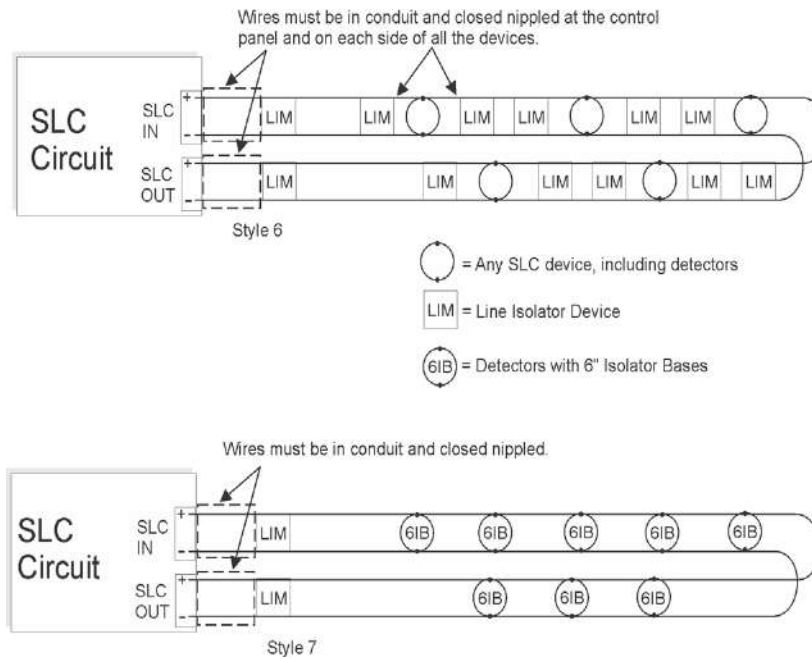 Wires must be in conduit and closed nippled at the control
panel and on each side of all the devices.
SLC
Circuit
+
SLC
IN
-
LIM
LIM
LIM
LIM
LIM
LIM
+
SLC
OUT
-
LIM
LIM
LIM
LIM
LIM
LIM
Style 6
= Any SLC device, including detectors
LIM = Line Isolator Device
6IB = Detectors with 6" Isolator Bases
Wires must be in conduit and closed nippled.
SLC
Circuit
+
SLC
IN
-
LIM
6IB
6IB
6IB
6IB
6IB
+
SLC
OUT
-
LIM
6IB
6IB
6IB
Style 7